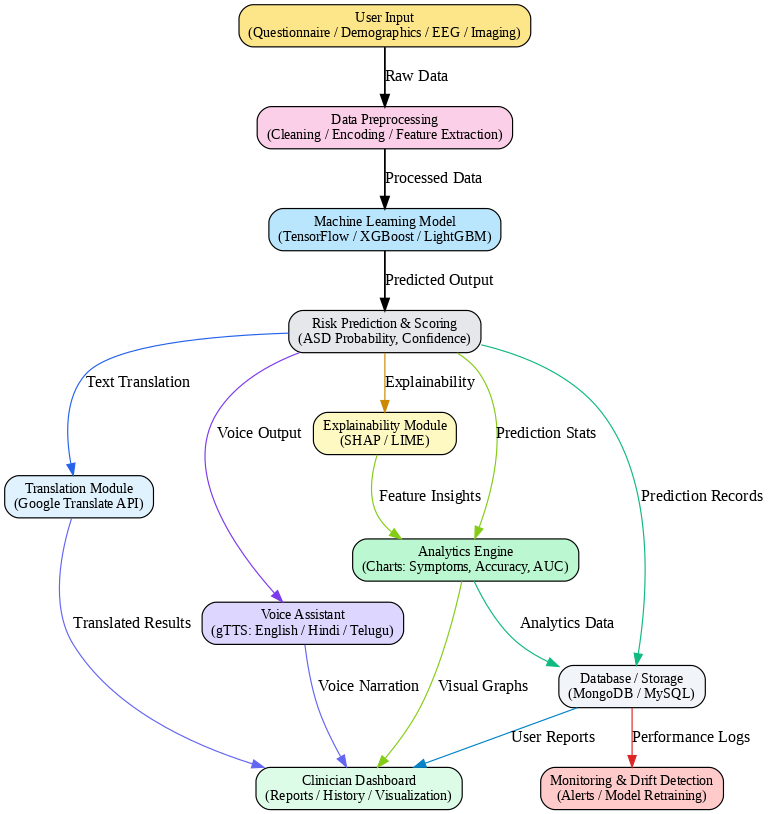 User Input
(Questionnaire / Demographics / EEG / Imaging)
Raw Data
Data Preprocessing
(Cleaning / Encoding / Feature Extraction)
Processed Data
Machine Learning Model
(TensorFlow / XGBoost / LightGBM)
Predicted Output
Risk Prediction & Scoring
(ASD Probability, Confidence)
Text Translation
Explainability
Voice Output
Explainability Module
(SHAP / LIME)
Prediction Stats
Translation Module
(Google Translate API)
Feature Insights
Prediction Records
Analytics Engine
(Charts: Symptoms, Accuracy, AUC)
Voice Assistant
(gTTS: English / Hindi / Telugu)
Translated Results
Analytics Data
Voice Narration
Visual Graphs
Database / Storage
(MongoDB / MySQL)
User Reports
Performance Logs
Clinician Dashboard
(Reports / History / Visualization)
Monitoring & Drift Detection
(Alerts / Model Retraining)